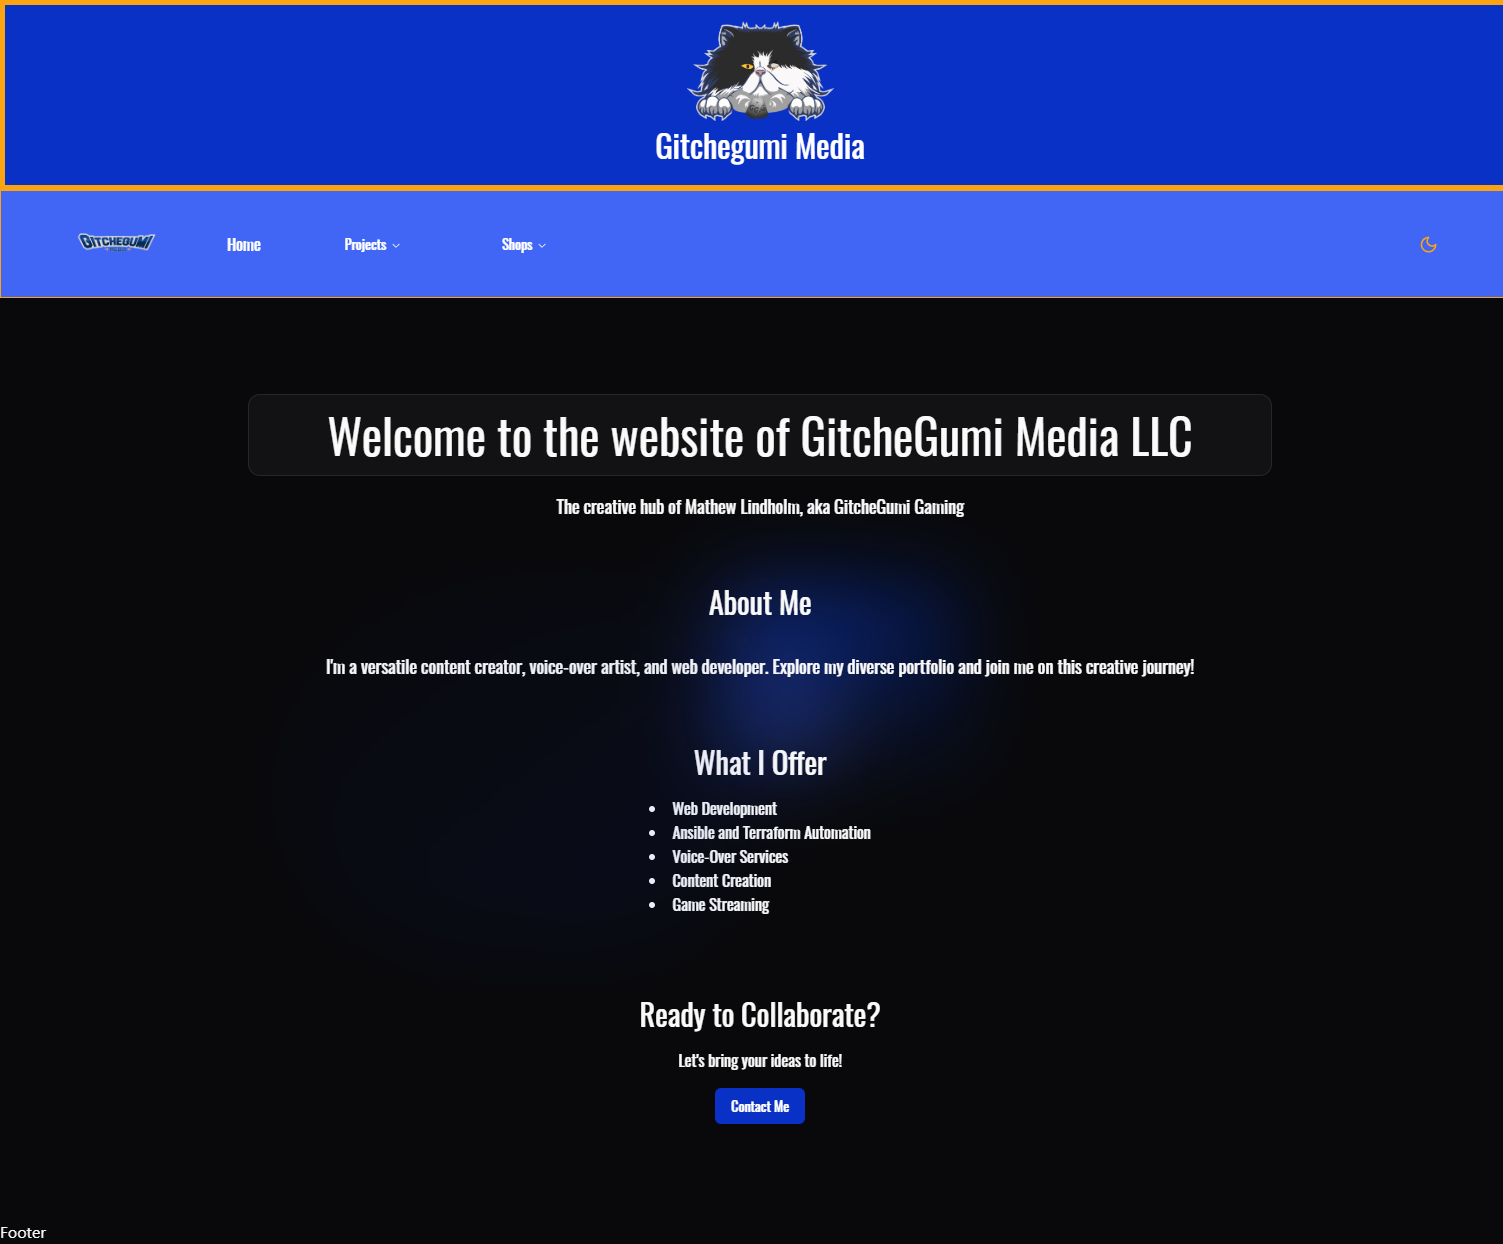 Gitchegumi Media
GITCHEGUMI
Home
Projects
Shops
Welcome to the website of GitcheGumi Media LLC
The creative hub of Mathew Lindholm, aka GitcheGumi Gaming
About Me
I'm a versatile content creator, voice-over artist, and web developer. Explore my diverse portfolio and join me on this creative journey!
What I Offer
Web Development
Ansible and Terraform Automation
Voice-Over Services
Content Creation
Game Streaming
Ready to Collaborate?
Let's bring your ideas to life!
Contact Me
Footer